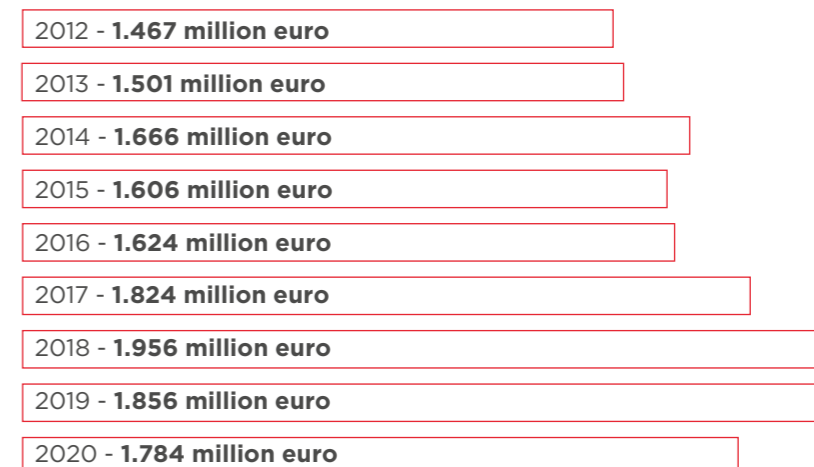 2012 - 1.467 million euro
2013 - 1.501 million euro
2014 - 1.666 million euro
2015 - 1.606 million euro
2016 - 1.624 million euro
2017 - 1.824 million euro
2018 - 1.956 million euro
2019 - 1.856 million euro
2020 - 1.784 million euro